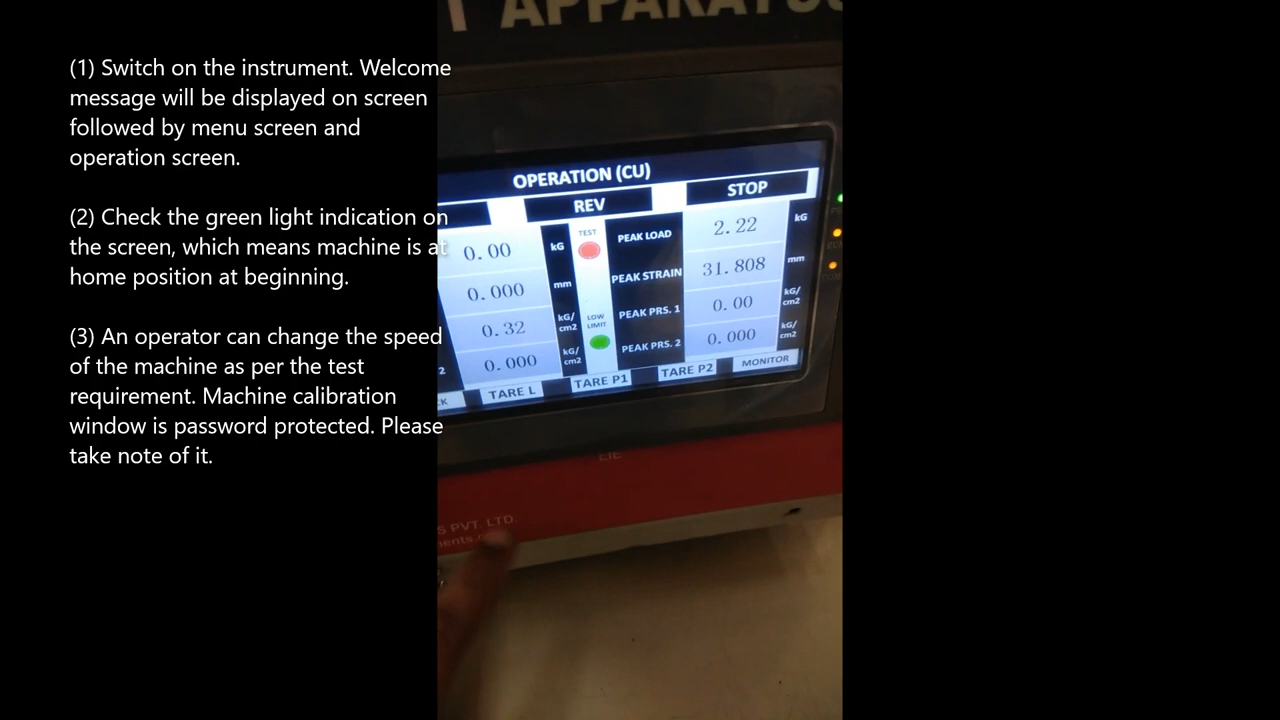 (1) Switch on the instrument. Welcome
message will be displayed on screen
followed by menu screen and
operation screen.
(2) Check the green light indication on
the screen, which means machine is at
home position at beginning.
(3) An operator can change the speed
of the machine as per the test
requirement. Machine calibration
window is password protected. Please
take note of it.
OPERATION (CU)
REV
STOP
0.00 kG
TEST
PEAK LOAD 2.22 kG
0.000 mm
PEAK STRAIN 31.808 mm
0.32 kG/cm2
LOW
LIMIT
PEAK PRS. 1 0.00 kG/cm2
2 0.000 kG/cm2
PEAK PRS. 2 0.000 kG/cm2
TARE L
TARE P1
TARE P2
MONITOR
EIE
PVT. LTD.